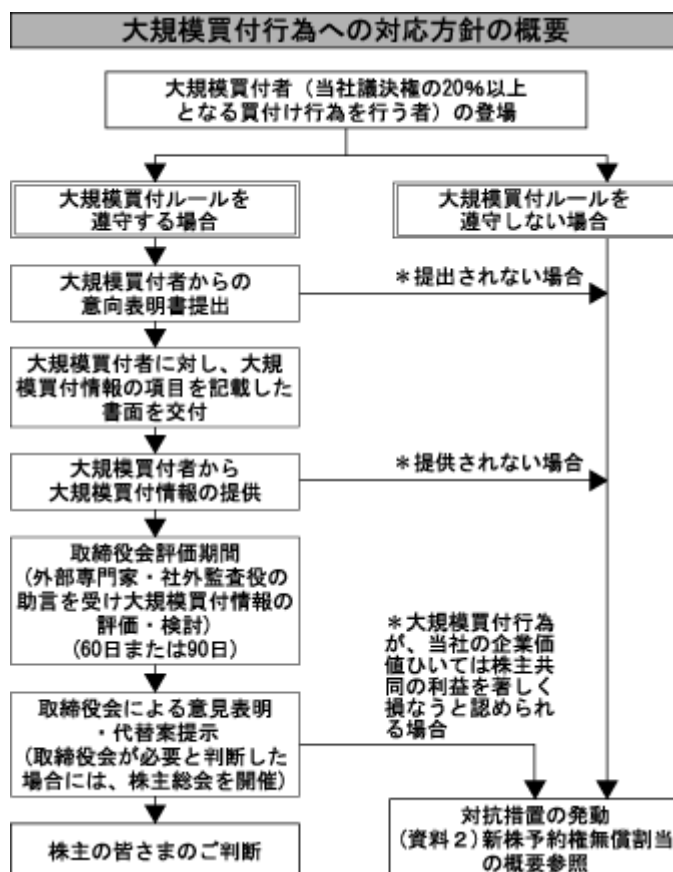 大規模買付行為への対応方針の概要
大規模買付者（当社議決権の20%以上
となる買付け行為を行う者）の登場
大規模買付ルールを
遵守する場合
大規模買付ルールを
遵守しない場合
大規模買付者からの
意向表明書提出
＊提出されない場合
大規模買付者に対し、大規
模買付情報の項目を記載した
書面を交付
大規模買付者から
大規模買付情報の提供
＊提供されない場合
取締役会評価期間
(外部専門家・社外監査役の
助言を受け大規模買付情報の
評価・検討)
(60日または90日)
＊大規模買付行為
が、当社の企業価
値ひいては株主共
同の利益を著しく
損なうと認められ
る場合
取締役会による意見表明
・代替案提示
(取締役会が必要と判断した
場合には、株主総会を開催)
株主の皆さまのご判断
対抗措置の発動
(資料２)新株予約権無償割当
の概要参照